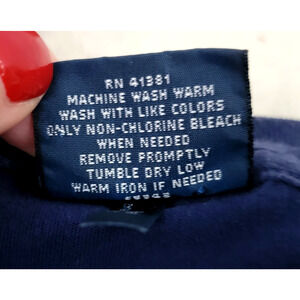 RN 41381
MACHINE WASH WARM
WASH WITH LIKE COLORS
ONLY NON-CHLORINE BLEACH
WHEN NEEDED
REMOVE PROMPTLY
TUMBLE DRY LOW
WARM IRON IF NEEDED